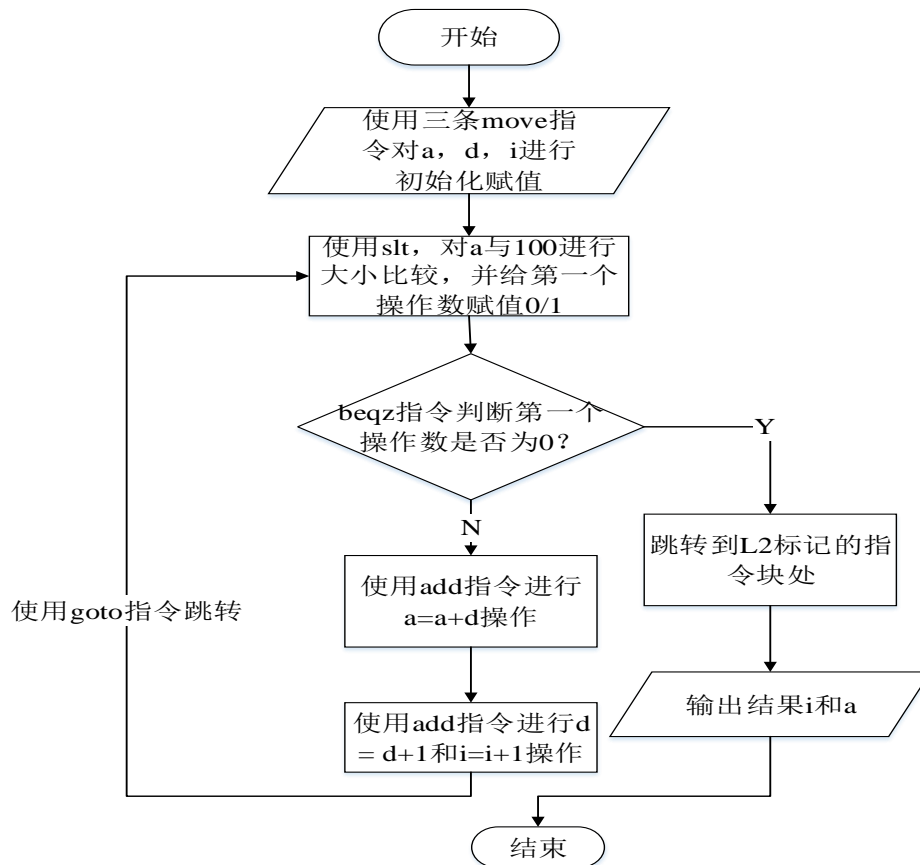 开始
使用三条move指
令对a，d，i进行
初始化赋值
使用slt，对a与100进行
大小比较，并给第一个
操作数赋值0/1
beqz指令判断第一个
操作数是否为0？
Y
N
跳转到L2标记的指
令块处
使用add指令进行
a=a+d操作
使用goto指令跳转
输出结果i和a
使用add指令进行d
= d+1和i=i+1操作
结束